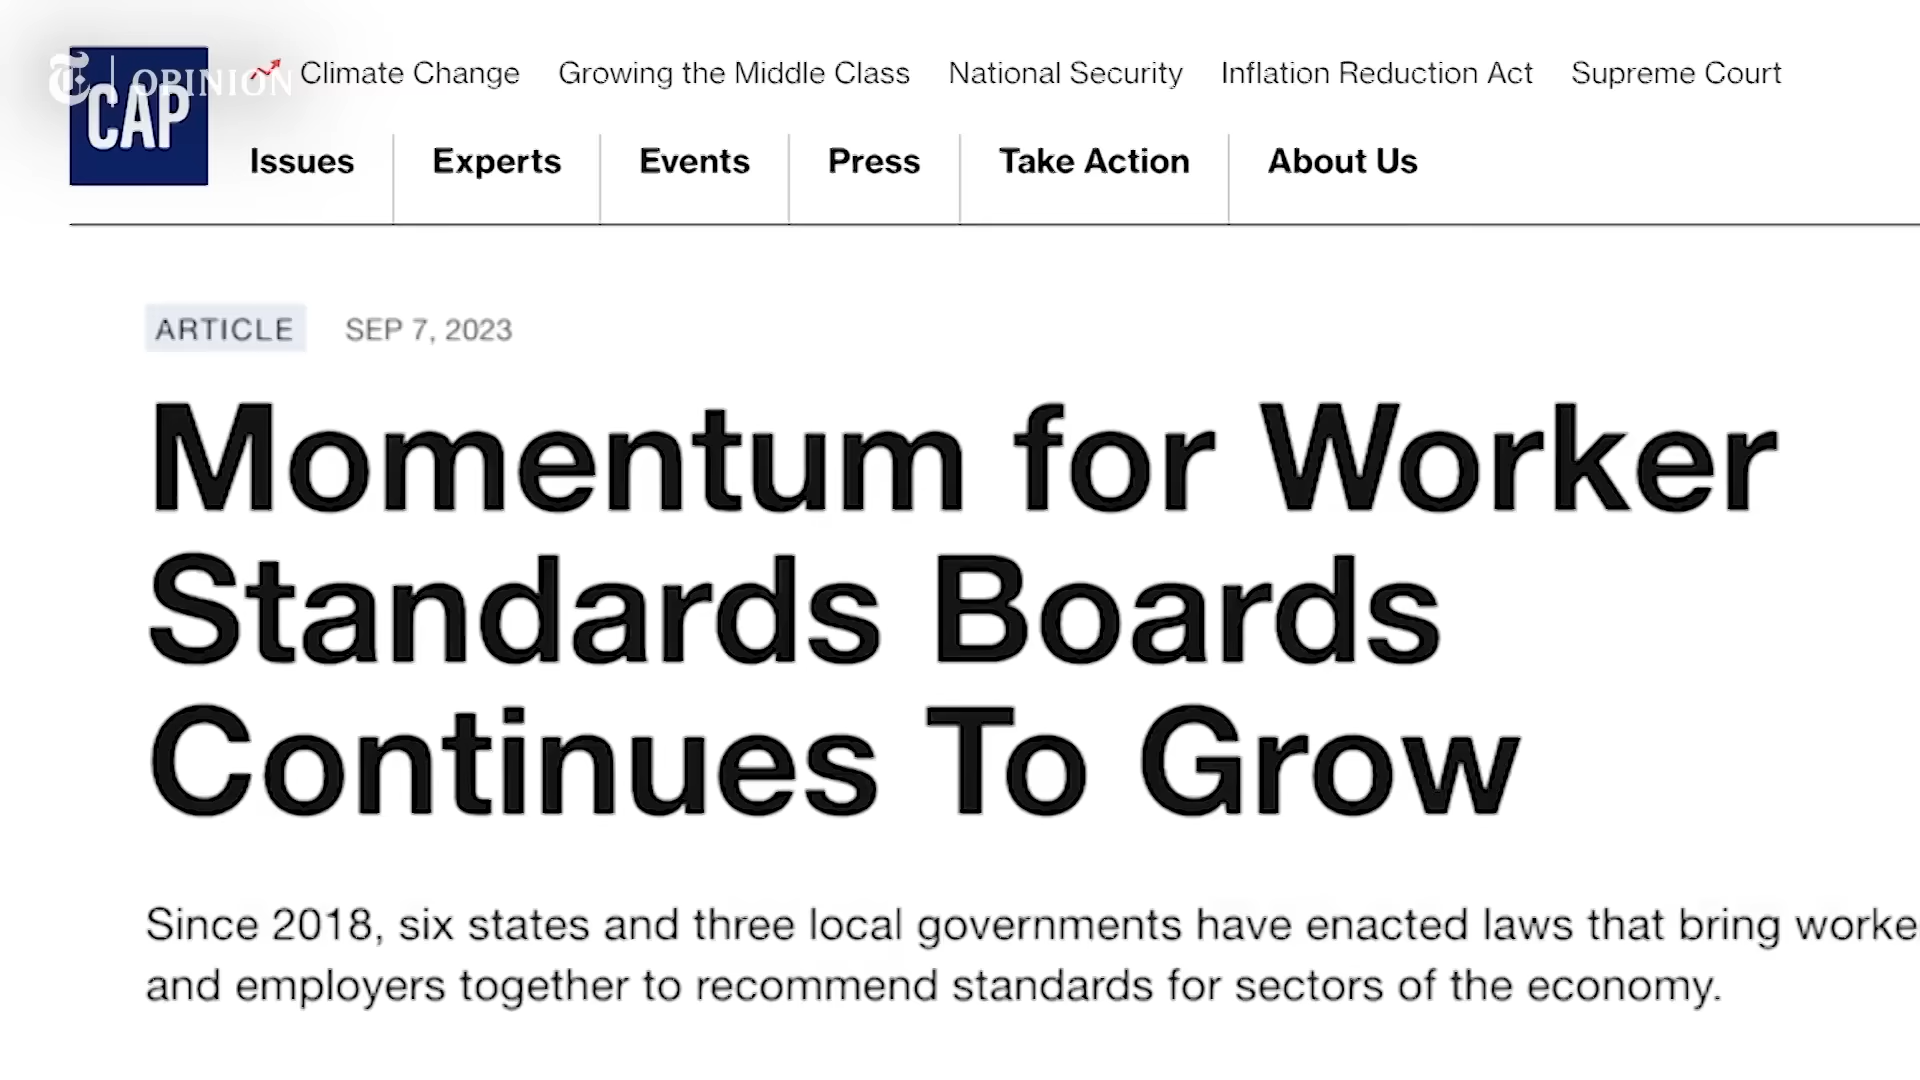 T | OPINION
CAP
Climate Change Growing the Middle Class National Security Inflation Reduction Act Supreme Court
Issues Experts Events Press Take Action About Us
ARTICLE SEP 7, 2023
Momentum for Worker
Standards Boards
Continues To Grow
Since 2018, six states and three local governments have enacted laws that bring worke
and employers together to recommend standards for sectors of the economy.